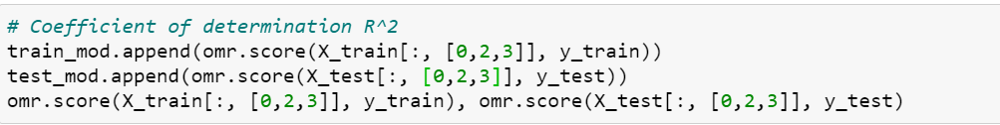 # Coefficient of determination R^2
train_mod.append(omr.score(X_train[:, [0,2,3]], y_train))
test_mod.append(omr.score(X_test[:, [0,2,3]], y_test))
omr.score(X_train[:, [0,2,3]], y_train), omr.score(X_test[:, [0,2,3]], y_test)